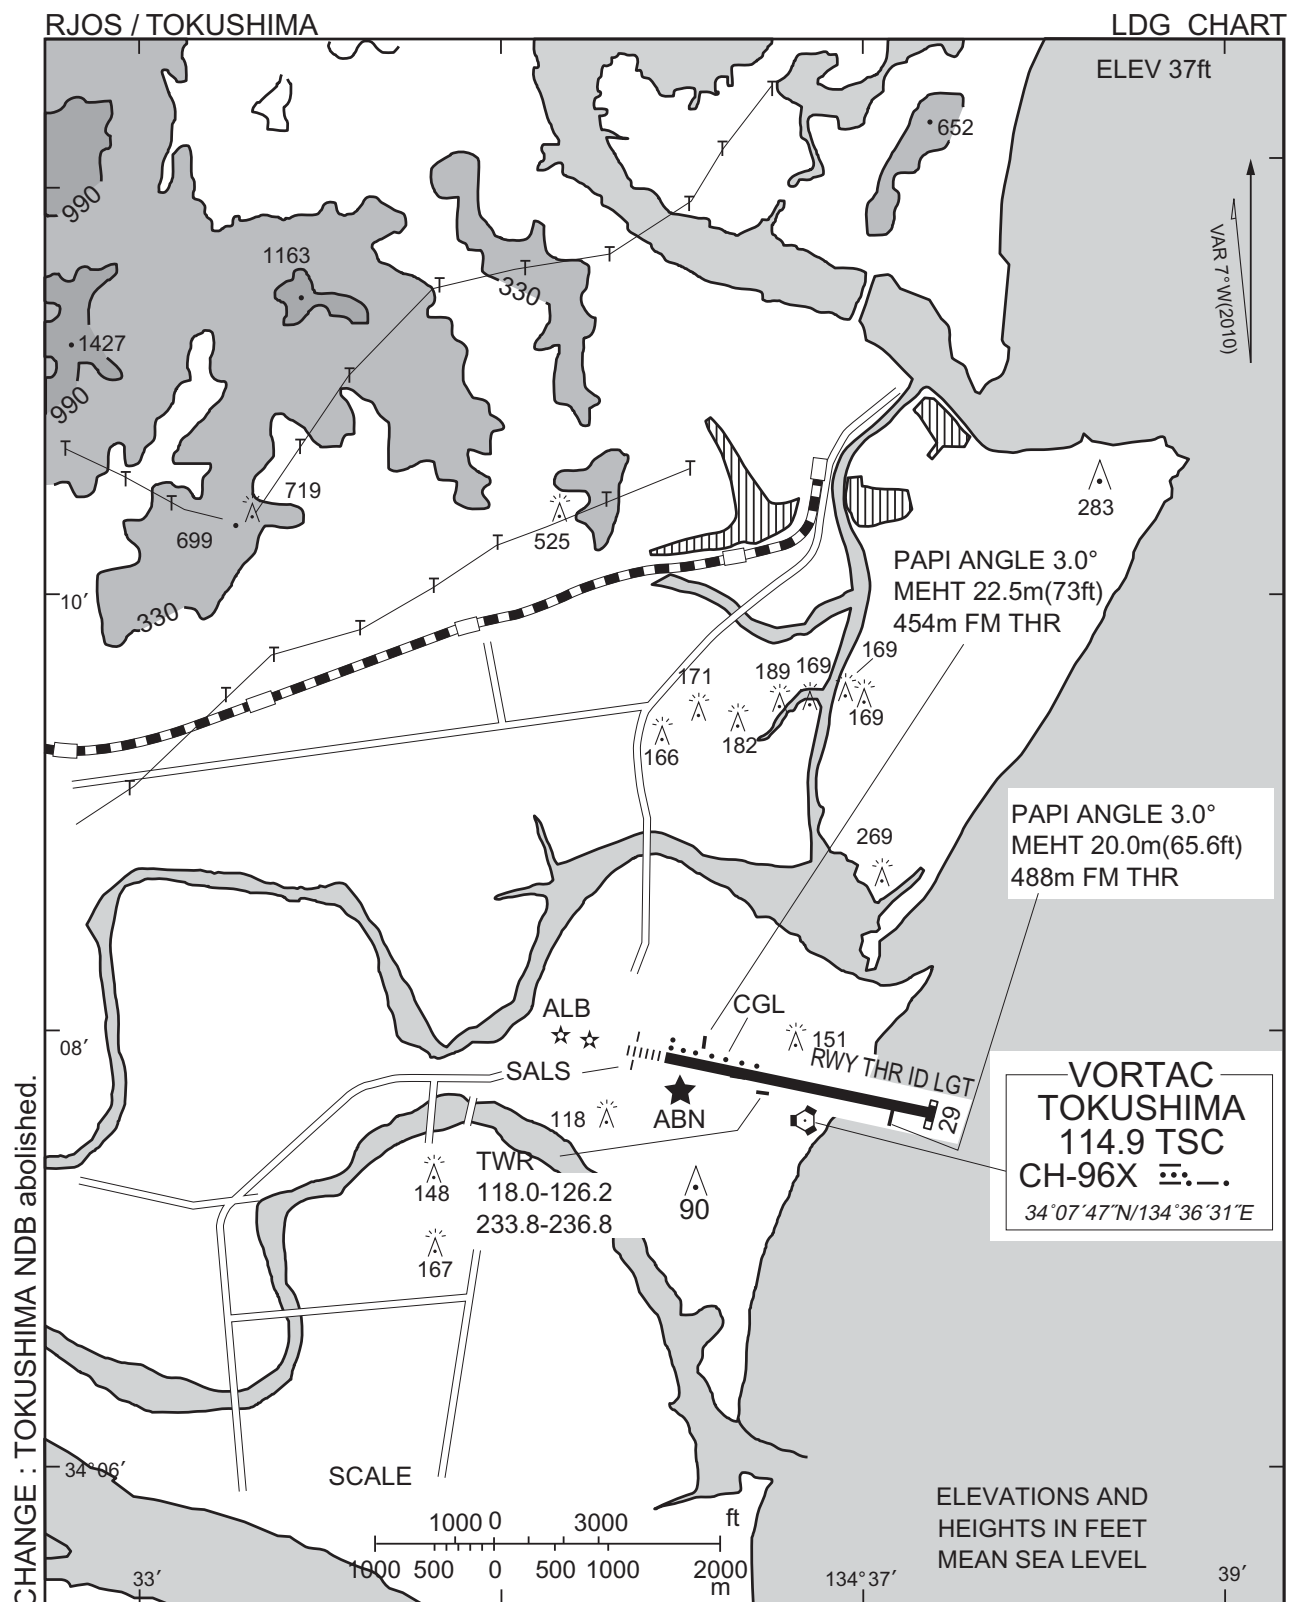 RJOS / TOKUSHIMA
LDG CHART
ELEV 37ft
652
990
VAR 7°W(2010)
1163
330
1427
990
719
283
699
525
PAPI ANGLE 3.0°
MEHT 22.5m(73ft)
454m FM THR
10′
330
169
171
189
169
169
166
182
PAPI ANGLE 3.0°
MEHT 20.0m(65.6ft)
488m FM THR
269
ALB
CGL
151
08′
RWY THR ID LGT
SALS
VORTAC
TOKUSHIMA
114.9 TSC
CH-96X
34°07′47″N/134°36′31″E
29
118
ABN
TWR
118.0-126.2
233.8-236.8
148
90
167
CHANGE : TOKUSHIMA NDB abolished.
34°06′
SCALE
ELEVATIONS AND
HEIGHTS IN FEET
MEAN SEA LEVEL
1000 0 3000 ft
1000 500 0 500 1000 2000
m
33′
134°37′
39′